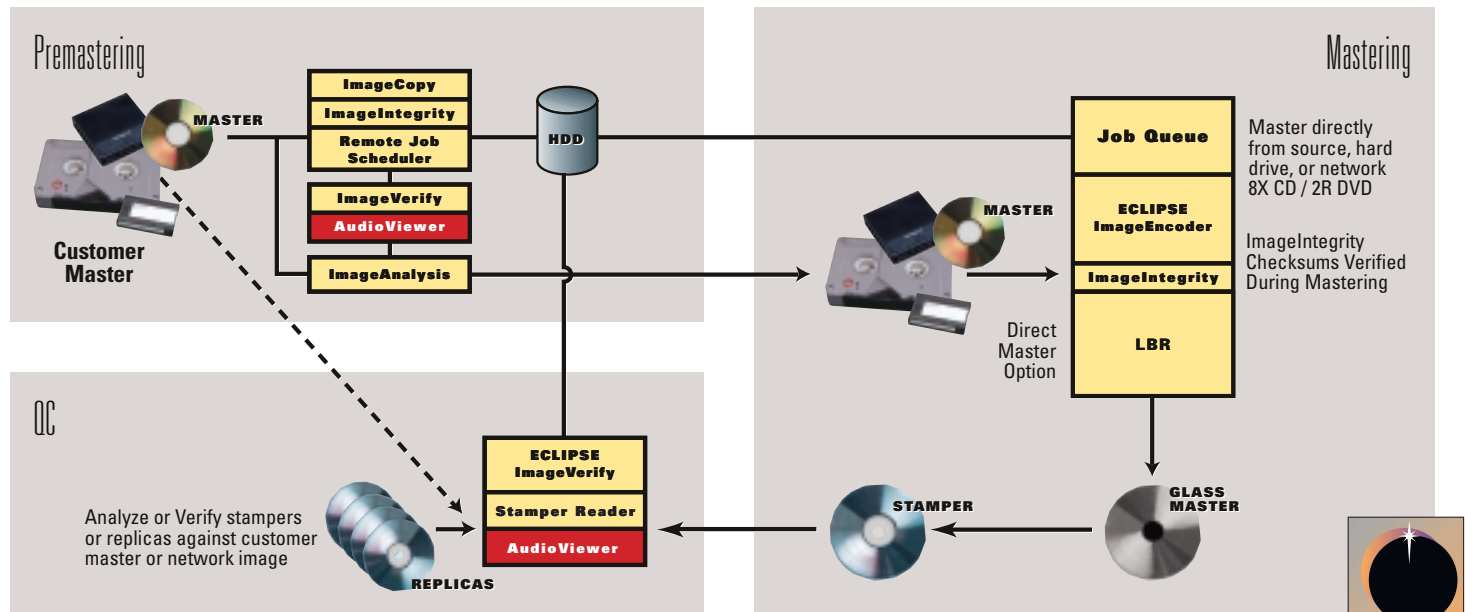 Premastering
MASTER
Customer
Master
ImageCopy
ImageIntegrity
Remote Job
Scheduler
ImageVerify
AudioViewer
ImageAnalysis
HDD
Mastering
MASTER
Direct
Master
Option
Job Queue
ECLIPSE
ImageEncoder
ImageIntegrity
LBR
Master directly
from source, hard
drive, or network
8X CD / 2R DVD
ImageIntegrity
Checksums Verified
During Mastering
QC
Analyze or Verify stampers
or replicas against customer
master or network image
REPLICAS
ECLIPSE
ImageVerify
Stamper Reader
AudioViewer
STAMPER
GLASS
MASTER